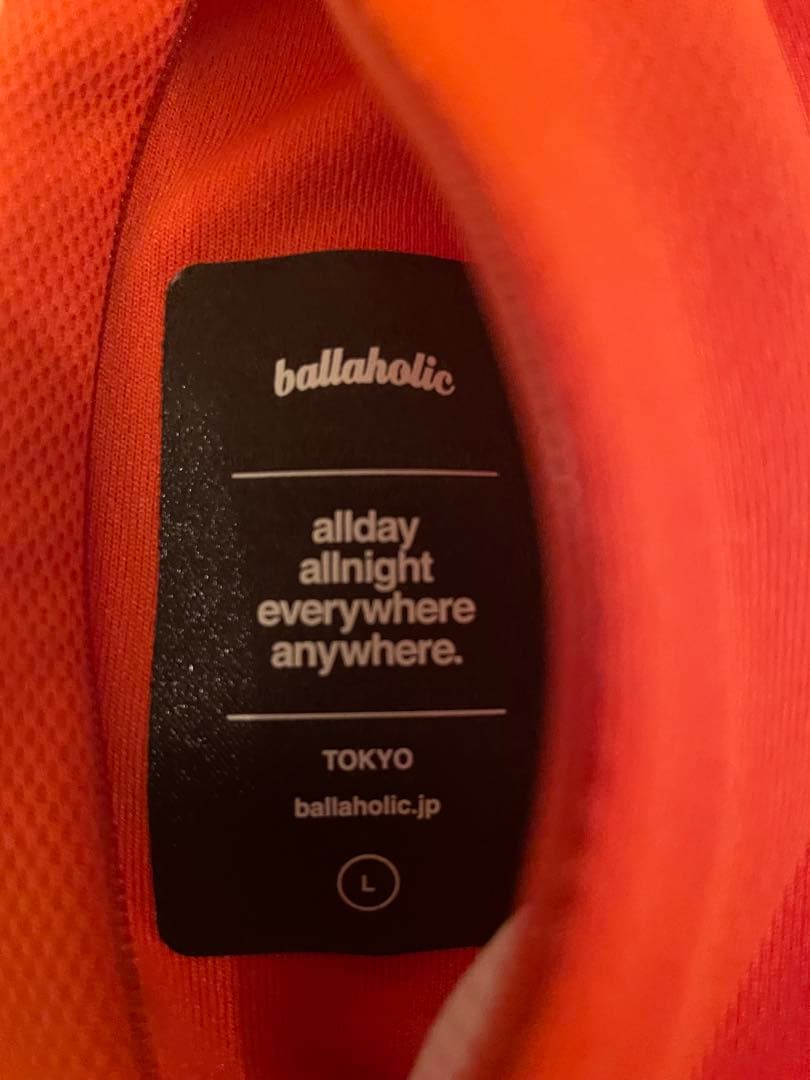 ballaholic
allday
allnight
everywhere
anywhere.
TOKYO
ballaholic.jp
L